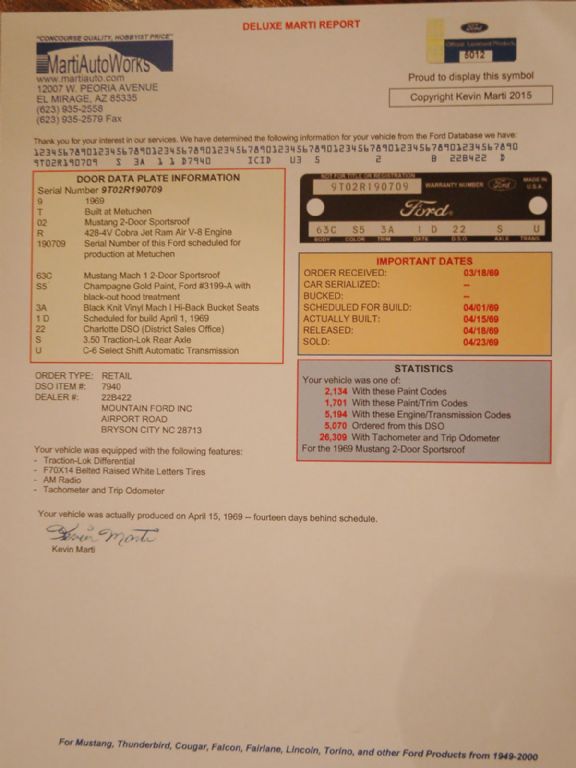 DELUXE MARTI REPORT
"CONCOURSE QUALITY, HOBBYIST PRICE"
MartiAutoWorks
www.martiauto.com
12007 W. PEORIA AVENUE
EL MIRAGE, AZ 85335
(623) 935-2558
(623) 935-2579 Fax
Ford
Official Licensed Products
6012
Proud to display this symbol
Copyright Kevin Marti 2015
Thank you for your interest in our services. We have determined the following information for your vehicle from the Ford Database we have:
12345678901234567890123456789012345678901234567890123456789012345678901234567890
9T02R190709 S 3A 1 1 D7940 ICID U3 5 2 B 22B422 D
DOOR DATA PLATE INFORMATION
Serial Number 9T02R190709
9 1969
T Built at Metuchen
02 Mustang 2-Door Sportsroof
R 428-4V Cobra Jet Ram Air V-8 Engine
190709 Serial Number of this Ford scheduled for
production at Metuchen
63C Mustang Mach 1 2-Door Sportsroof
S5 Champagne Gold Paint, Ford #3199-A with
black-out hood treatment
3A Black Knit Vinyl Mach I Hi-Back Bucket Seats
1 D Scheduled for build April 1, 1969
22 Charlotte DSO (District Sales Office)
S 3.50 Traction-Lok Rear Axle
U C-6 Select Shift Automatic Transmission
NOT FOR TITLE OR REGISTRATION
9T02R190709 WARRANTY NUMBER Ford MADE IN
U.S.A.
Ford
63C S5 3A 1 D 22 S U
BODY COLOR TRIM DATE D.S.O. AXLE TRANS.
IMPORTANT DATES
ORDER RECEIVED: 03/18/69
CAR SERIALIZED: --
BUCKED: --
SCHEDULED FOR BUILD: 04/01/69
ACTUALLY BUILT: 04/15/69
RELEASED: 04/18/69
SOLD: 04/23/69
STATISTICS
Your vehicle was one of:
2,134 With these Paint Codes
1,701 With these Paint/Trim Codes
5,194 With these Engine/Transmission Codes
5,070 Ordered from this DSO
26,309 With Tachometer and Trip Odometer
For the 1969 Mustang 2-Door Sportsroof
ORDER TYPE: RETAIL
DSO ITEM #: 7940
DEALER #: 22B422
MOUNTAIN FORD INC
AIRPORT ROAD
BRYSON CITY NC 28713
Your vehicle was equipped with the following features:
- Traction-Lok Differential
- F70X14 Belted Raised White Letters Tires
- AM Radio
- Tachometer and Trip Odometer
Your vehicle was actually produced on April 15, 1969 -- fourteen days behind schedule.
Kevin Marti
Kevin Marti
For Mustang, Thunderbird, Cougar, Falcon, Fairlane, Lincoln, Torino, and other Ford Products from 1949-2000